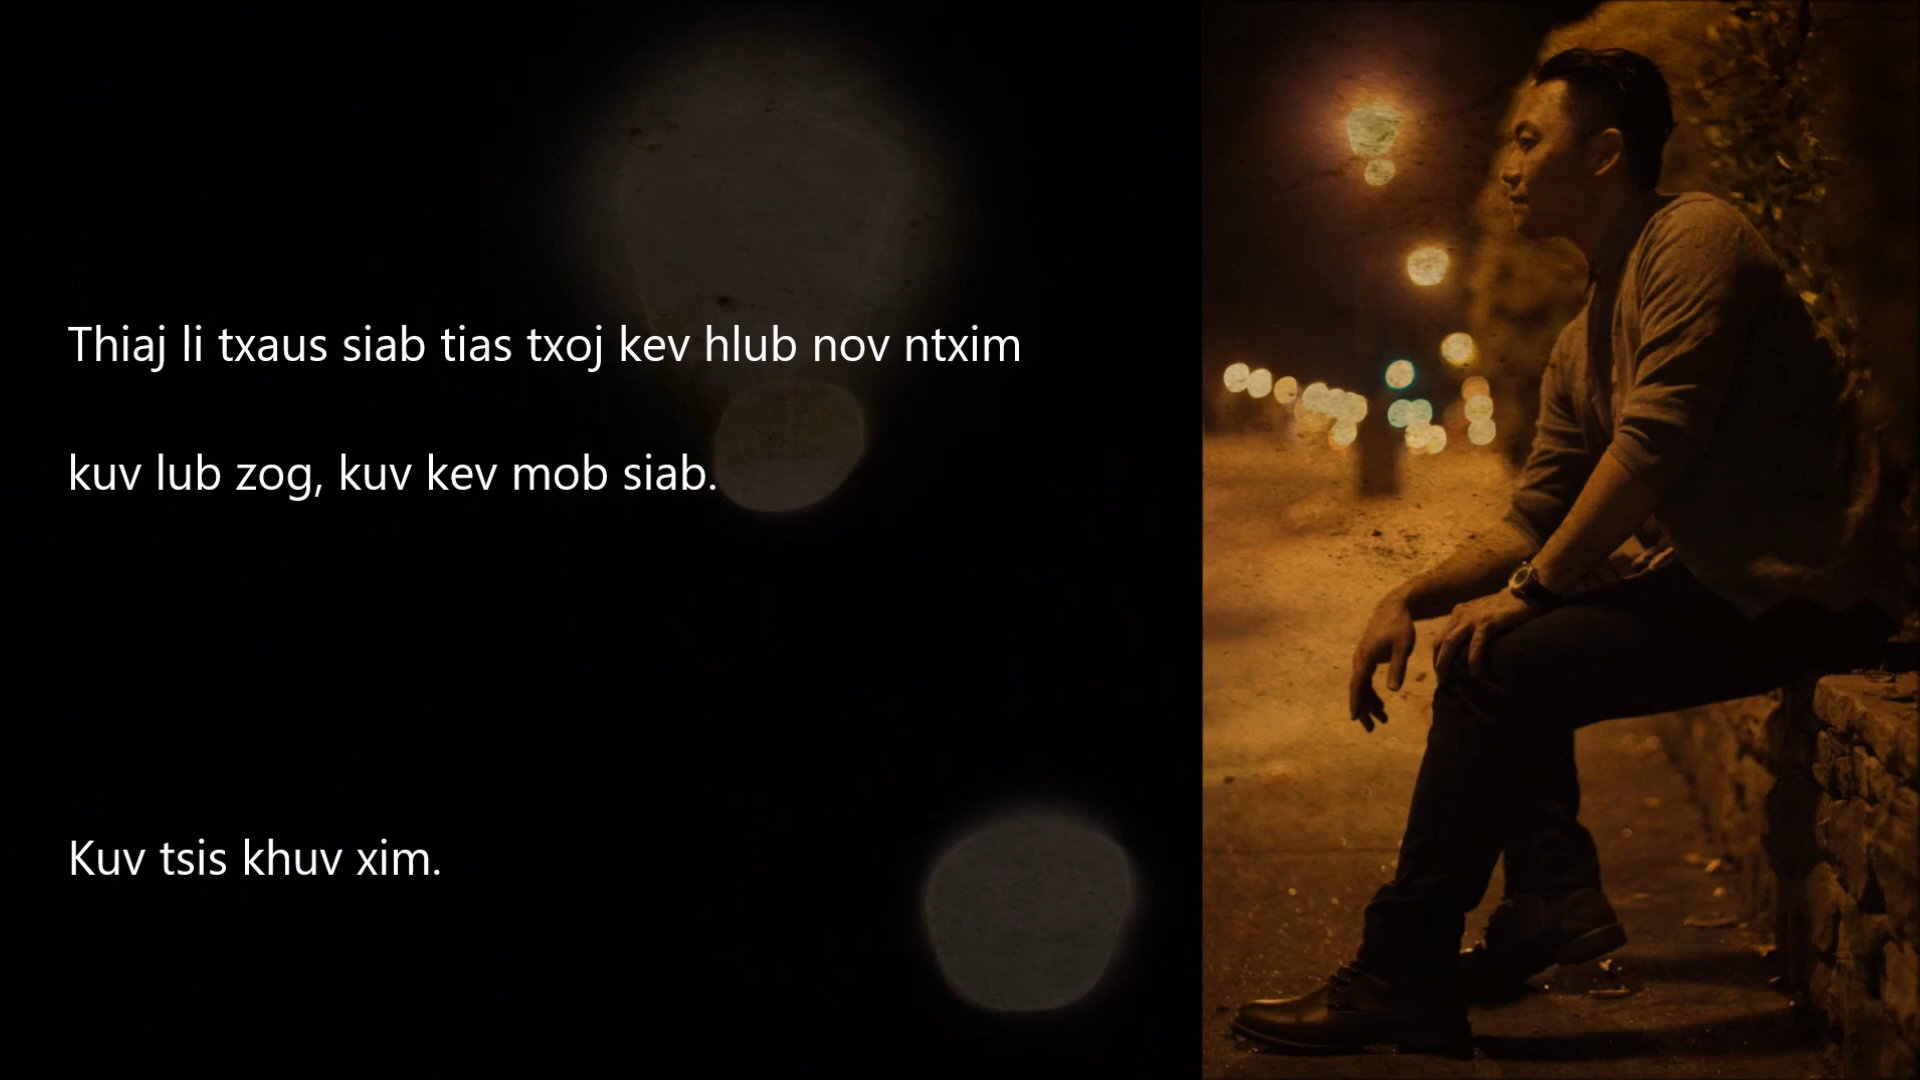 Thiaj li txaus siab tias txoj kev hlub nov ntxim
kuv lub zog, kuv kev mob siab.
Kuv tsis khuv xim.